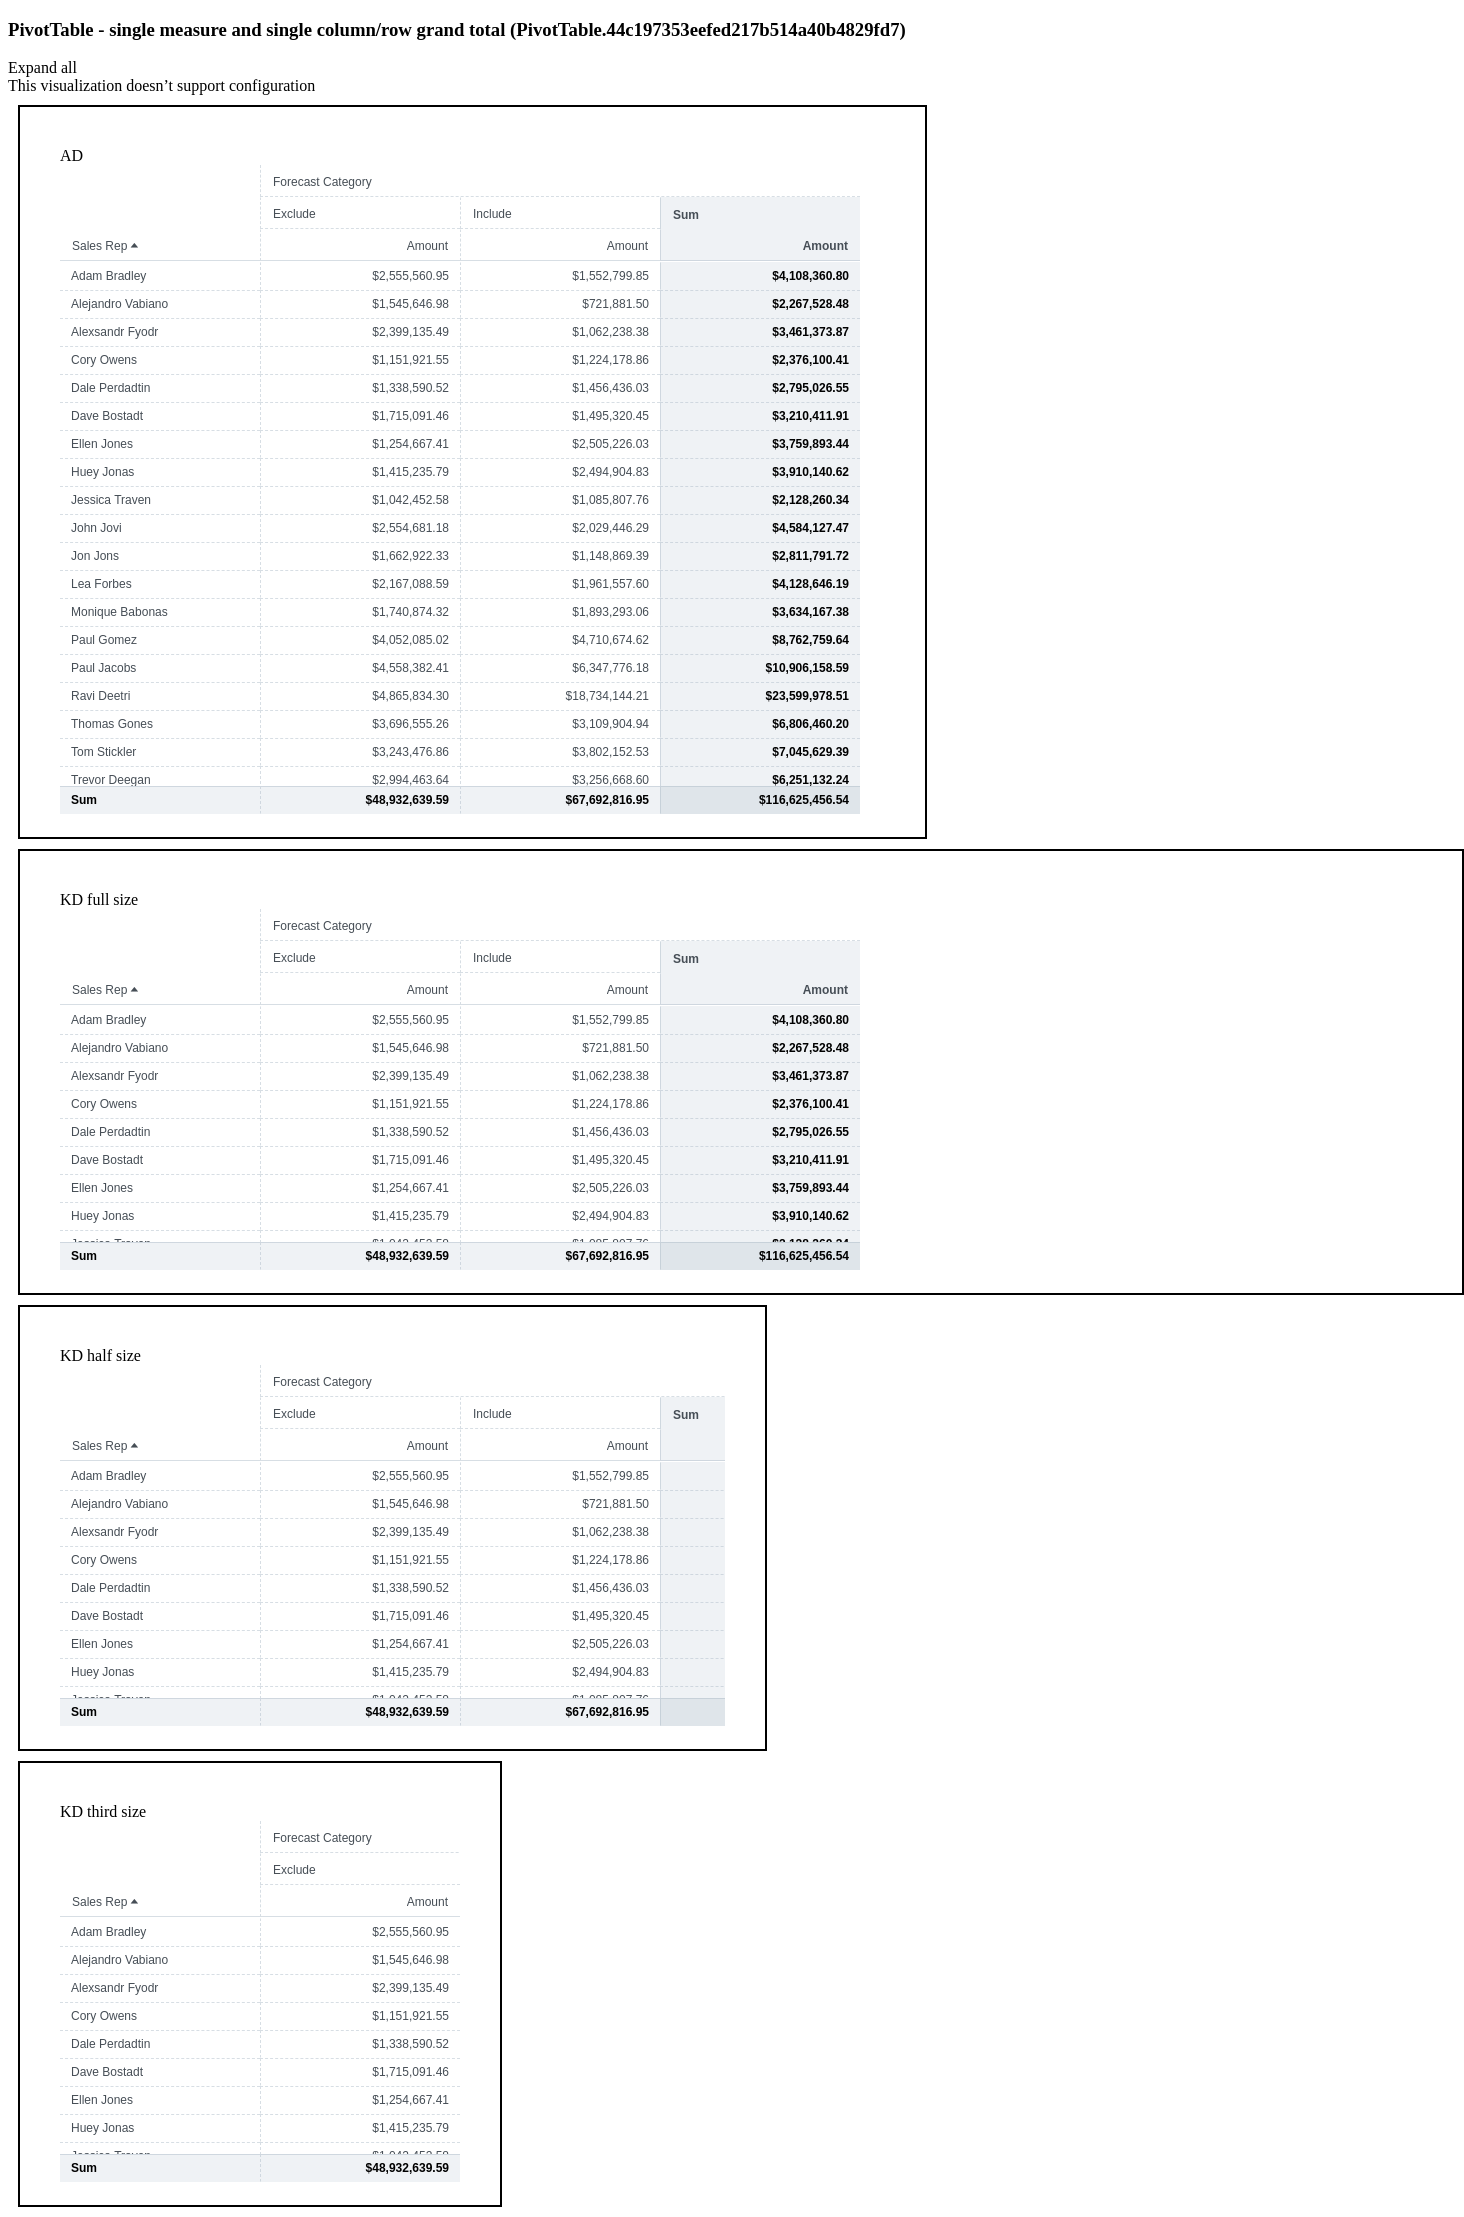 PivotTable - single measure and single column/row grand total (PivotTable.44c197353eefed217b514a40b4829fd7)
Expand all
This visualization doesn’t support configuration
AD
Forecast Category
Exclude Include Sum
Sales Rep Amount Amount Amount
Adam Bradley $2,555,560.95 $1,552,799.85 $4,108,360.80
Alejandro Vabiano $1,545,646.98 $721,881.50 $2,267,528.48
Alexsandr Fyodr $2,399,135.49 $1,062,238.38 $3,461,373.87
Cory Owens $1,151,921.55 $1,224,178.86 $2,376,100.41
Dale Perdadtin $1,338,590.52 $1,456,436.03 $2,795,026.55
Dave Bostadt $1,715,091.46 $1,495,320.45 $3,210,411.91
Ellen Jones $1,254,667.41 $2,505,226.03 $3,759,893.44
Huey Jonas $1,415,235.79 $2,494,904.83 $3,910,140.62
Jessica Traven $1,042,452.58 $1,085,807.76 $2,128,260.34
John Jovi $2,554,681.18 $2,029,446.29 $4,584,127.47
Jon Jons $1,662,922.33 $1,148,869.39 $2,811,791.72
Lea Forbes $2,167,088.59 $1,961,557.60 $4,128,646.19
Monique Babonas $1,740,874.32 $1,893,293.06 $3,634,167.38
Paul Gomez $4,052,085.02 $4,710,674.62 $8,762,759.64
Paul Jacobs $4,558,382.41 $6,347,776.18 $10,906,158.59
Ravi Deetri $4,865,834.30 $18,734,144.21 $23,599,978.51
Thomas Gones $3,696,555.26 $3,109,904.94 $6,806,460.20
Tom Stickler $3,243,476.86 $3,802,152.53 $7,045,629.39
Trevor Deegan $2,994,463.64 $3,256,668.60 $6,251,132.24
Sum $48,932,639.59 $67,692,816.95 $116,625,456.54
KD full size
Forecast Category
Exclude Include Sum
Sales Rep Amount Amount Amount
Adam Bradley $2,555,560.95 $1,552,799.85 $4,108,360.80
Alejandro Vabiano $1,545,646.98 $721,881.50 $2,267,528.48
Alexsandr Fyodr $2,399,135.49 $1,062,238.38 $3,461,373.87
Cory Owens $1,151,921.55 $1,224,178.86 $2,376,100.41
Dale Perdadtin $1,338,590.52 $1,456,436.03 $2,795,026.55
Dave Bostadt $1,715,091.46 $1,495,320.45 $3,210,411.91
Ellen Jones $1,254,667.41 $2,505,226.03 $3,759,893.44
Huey Jonas $1,415,235.79 $2,494,904.83 $3,910,140.62
Sum $48,932,639.59 $67,692,816.95 $116,625,456.54
KD half size
Forecast Category
Exclude Include Sum
Sales Rep Amount Amount
Adam Bradley $2,555,560.95 $1,552,799.85
Alejandro Vabiano $1,545,646.98 $721,881.50
Alexsandr Fyodr $2,399,135.49 $1,062,238.38
Cory Owens $1,151,921.55 $1,224,178.86
Dale Perdadtin $1,338,590.52 $1,456,436.03
Dave Bostadt $1,715,091.46 $1,495,320.45
Ellen Jones $1,254,667.41 $2,505,226.03
Huey Jonas $1,415,235.79 $2,494,904.83
Sum $48,932,639.59 $67,692,816.95
KD third size
Forecast Category
Exclude
Sales Rep Amount
Adam Bradley $2,555,560.95
Alejandro Vabiano $1,545,646.98
Alexsandr Fyodr $2,399,135.49
Cory Owens $1,151,921.55
Dale Perdadtin $1,338,590.52
Dave Bostadt $1,715,091.46
Ellen Jones $1,254,667.41
Huey Jonas $1,415,235.79
Sum $48,932,639.59